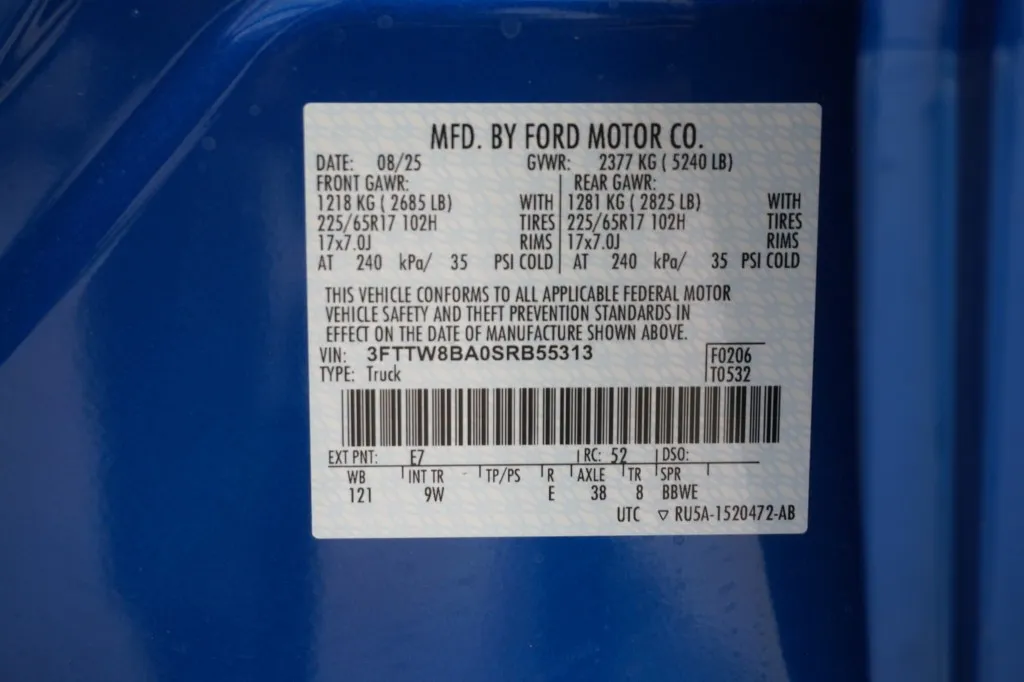 MFD. BY FORD MOTOR CO.
DATE: 08/25 GVWR: 2377 KG ( 5240 LB)
FRONT GAWR: REAR GAWR:
1218 KG ( 2685 LB) WITH 1281 KG ( 2825 LB) WITH
225/65R17 102H TIRES 225/65R17 102H TIRES
17x7.0J RIMS 17x7.0J RIMS
AT 240 kPa/ 35 PSI COLD AT 240 kPa/ 35 PSI COLD
THIS VEHICLE CONFORMS TO ALL APPLICABLE FEDERAL MOTOR
VEHICLE SAFETY AND THEFT PREVENTION STANDARDS IN
EFFECT ON THE DATE OF MANUFACTURE SHOWN ABOVE.
VIN: 3FTTW8BA0SRB55313 F0206
TYPE: Truck T0532
EXT PNT: E7 RC: 52 DSO:
WB INT TR TP/PS R AXLE TR SPR
121 9W E 38 8 BBWE
UTC ▽ RU5A-1520472-AB